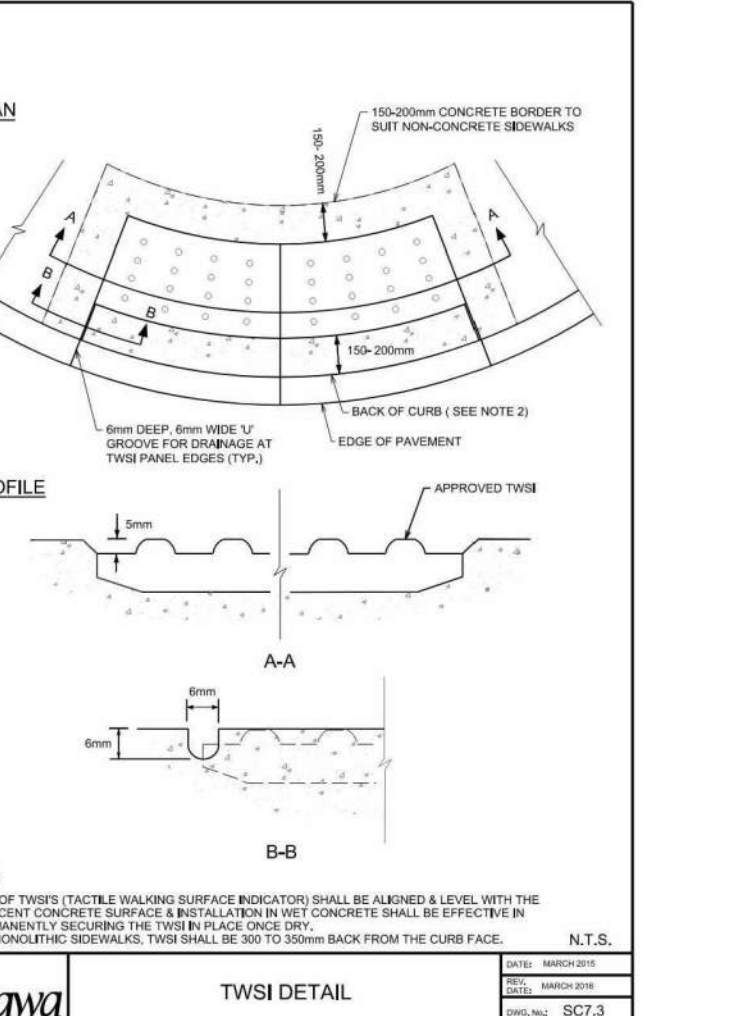 AN
150-200mm CONCRETE BORDER TO
SUIT NON-CONCRETE SIDEWALKS
150- 200mm
A
A
B
B
150- 200mm
BACK OF CURB ( SEE NOTE 2)
EDGE OF PAVEMENT
6mm DEEP, 6mm WIDE 'U'
GROOVE FOR DRAINAGE AT
TWSI PANEL EDGES (TYP.)
OFILE
APPROVED TWSI
5mm
A-A
6mm
6mm
B-B
OF TWSI'S (TACTILE WALKING SURFACE INDICATOR) SHALL BE ALIGNED & LEVEL WITH THE
CENT CONCRETE SURFACE & INSTALLATION IN WET CONCRETE SHALL BE EFFECTIVE IN
MANENTLY SECURING THE TWSI IN PLACE ONCE DRY.
MONOLITHIC SIDEWALKS, TWSI SHALL BE 300 TO 350mm BACK FROM THE CURB FACE.
N.T.S.
awa
TWSI DETAIL
DATE: MARCH 2015
REV. DATE: MARCH 2016
DWG. No.: SC7.3